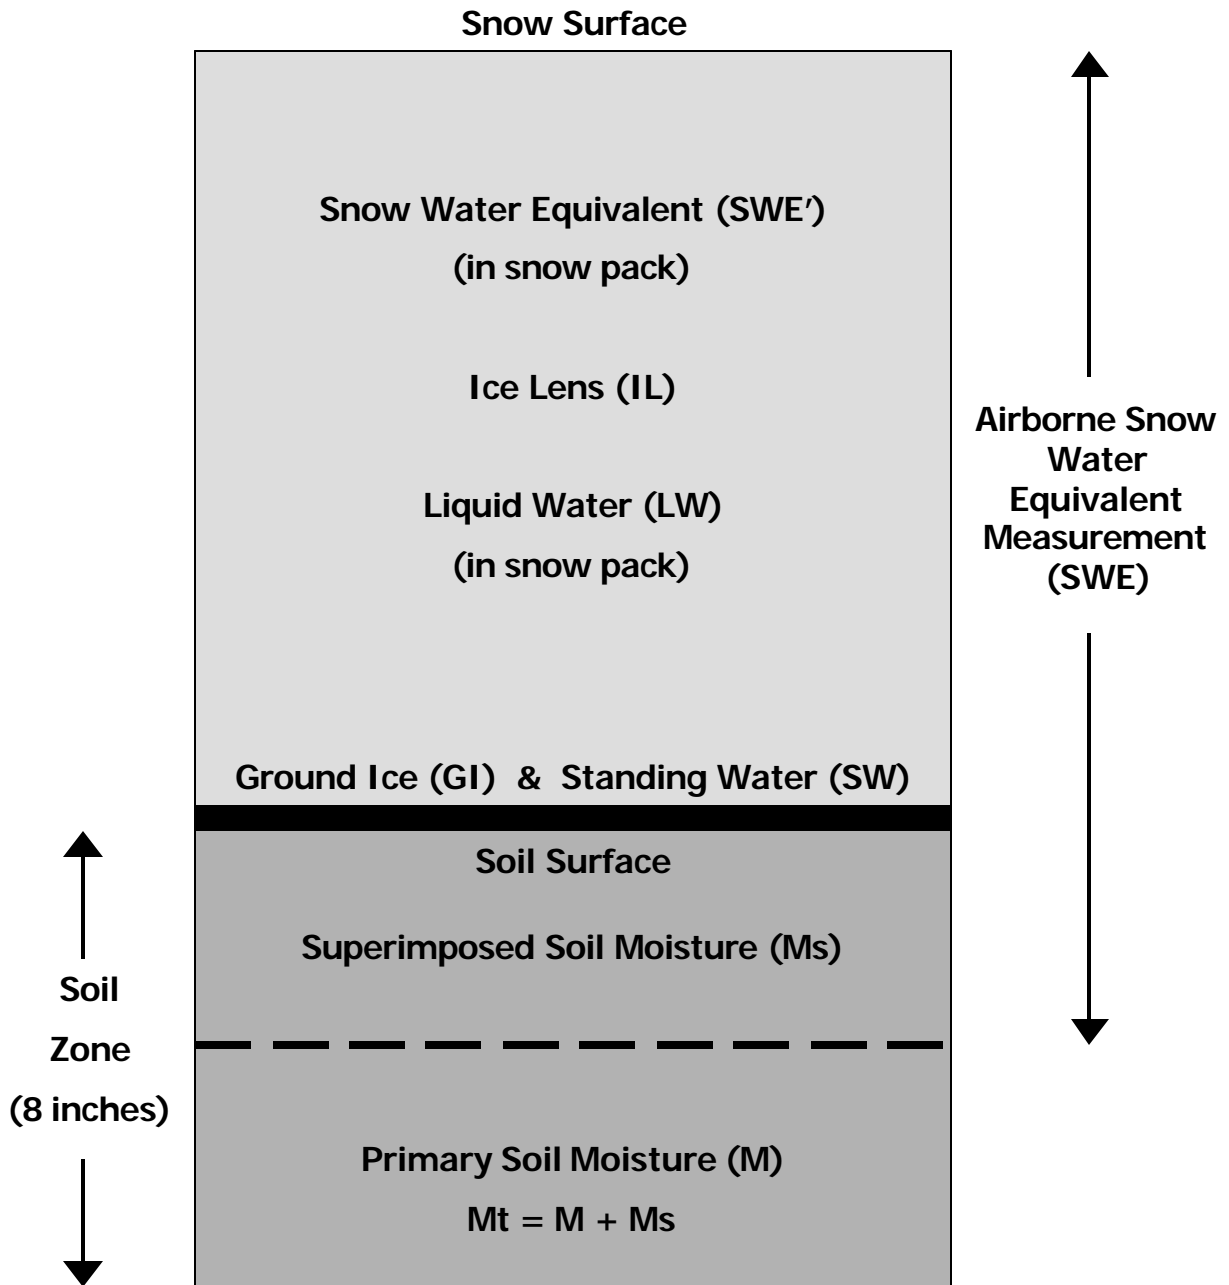 Snow Surface
Snow Water Equivalent (SWE′)
(in snow pack)
Ice Lens (IL)
Liquid Water (LW)
(in snow pack)
Ground Ice (GI) & Standing Water (SW)
Airborne Snow
Water
Equivalent
Measurement
(SWE)
Soil Surface
Superimposed Soil Moisture (Ms)
Soil
Zone
(8 inches)
Primary Soil Moisture (M)
Mt = M + Ms